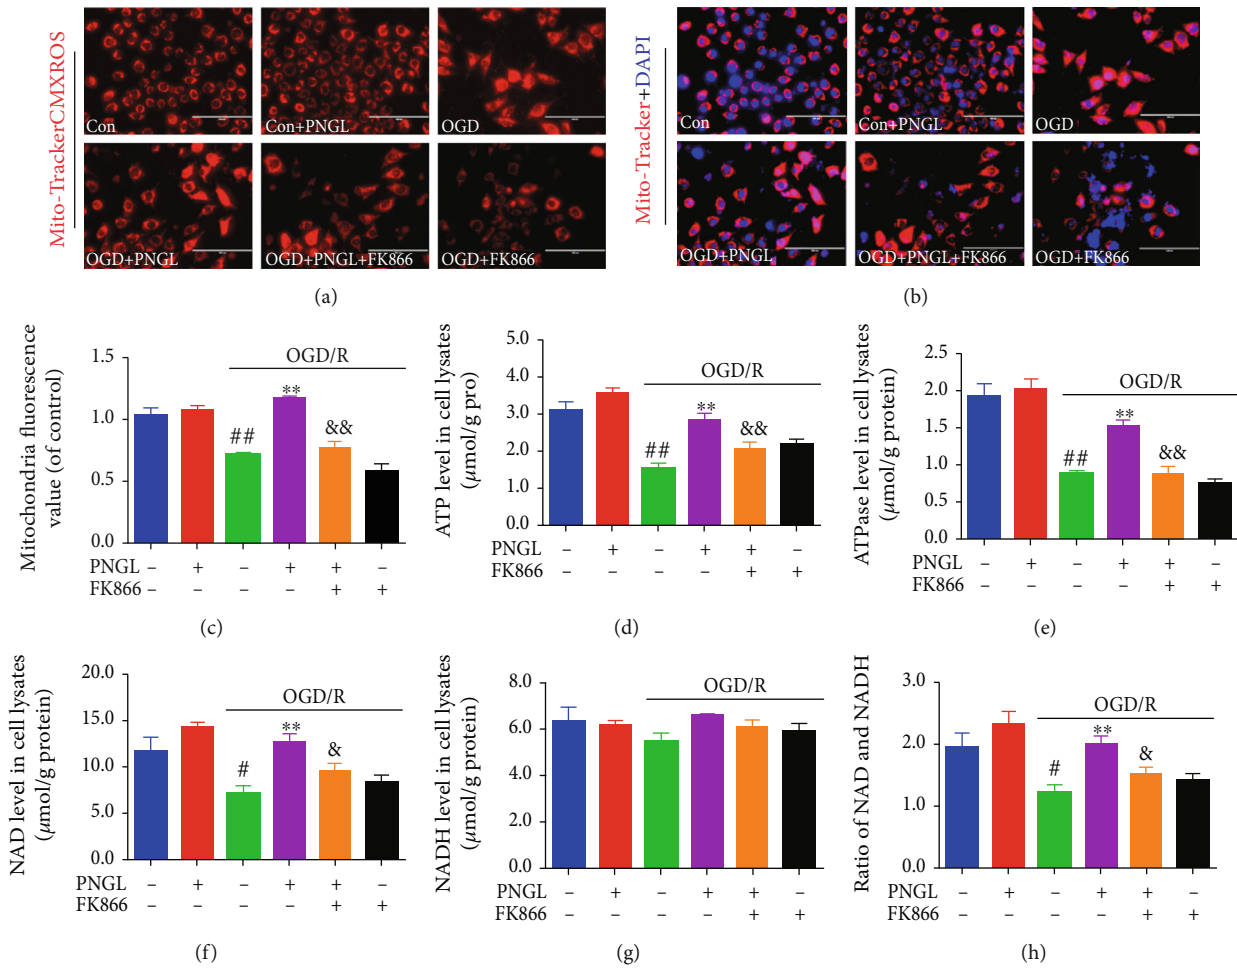 Mito-TrackerCMXROS
Con
Con+PNGL
OGD
OGD+PNGL
OGD+PNGL+FK866
OGD+FK866
(a)
Mito-Tracker+DAPI
Con
Con+PNGL
OGD
OGD+PNGL
OGD+PNGL+FK866
OGD+FK866
(b)
Mitochondria fluorescence
value (of control)
1.5
1.0
0.5
0.0
OGD/R
##
**
&&
PNGL – + – + + –
FK866 – – – – + +
(c)
ATP level in cell lysates
(μmol/g pro)
5.0
4.0
3.0
2.0
1.0
0.0
OGD/R
##
**
&&
PNGL – + – + + –
FK866 – – – – + +
(d)
ATPase level in cell lysates
(μmol/g protein)
2.5
2.0
1.5
1.0
0.5
0.0
OGD/R
##
**
&&
PNGL – + – + + –
FK866 – – – – + +
(e)
NAD level in cell lysates
(μmol/g protein)
20.0
15.0
10.0
5.0
0.0
OGD/R
#
**
&
PNGL – + – + + –
FK866 – – – – + +
(f)
NADH level in cell lysates
(μmol/g protein)
8.0
6.0
4.0
2.0
0.0
OGD/R
PNGL – + – + + –
FK866 – – – – + +
(g)
Ratio of NAD and NADH
3.0
2.0
1.0
0.0
OGD/R
#
**
&
PNGL – + – + + –
FK866 – – – – + +
(h)